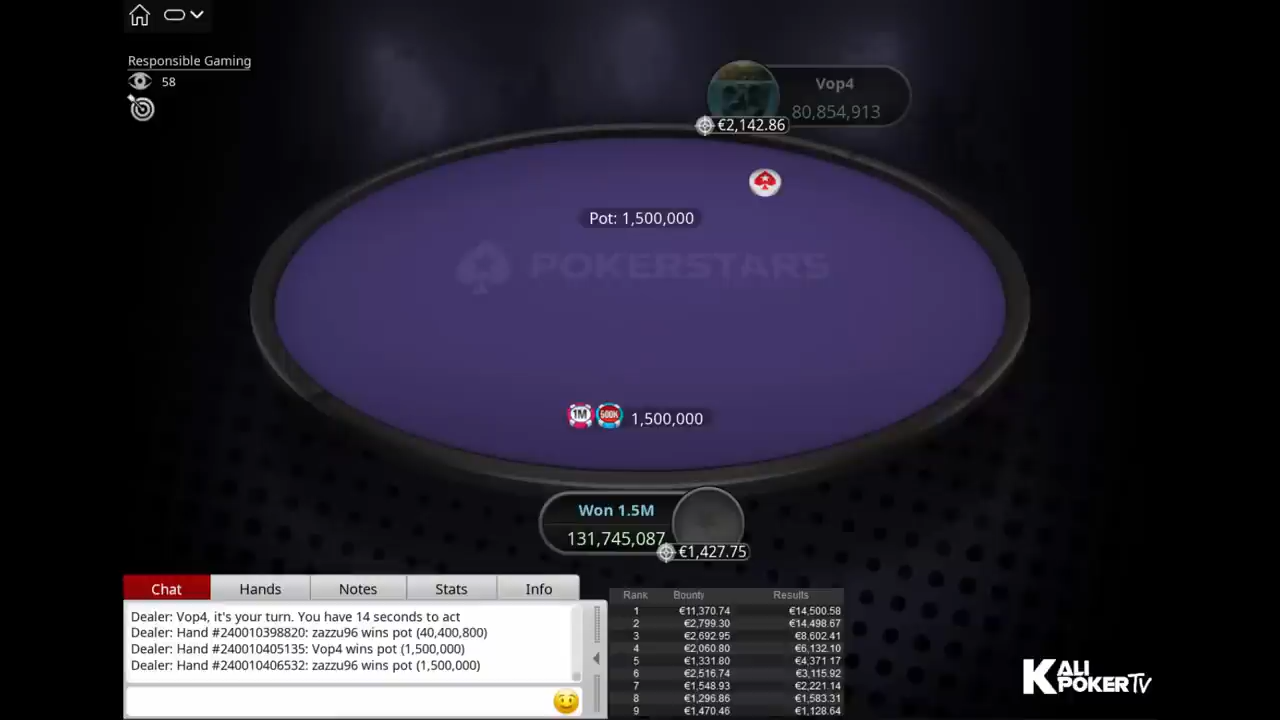 Responsible Gaming
58
Vop4
80,854,913
€2,142.86
Pot: 1,500,000
POKERSTARS
1M
500K
1,500,000
Won 1.5M
131,745,087
€1,427.75
Chat
Hands
Notes
Stats
Info
Dealer: Vop4, it's your turn. You have 14 seconds to act
Dealer: Hand #240010398820: zazzu96 wins pot (40,400,800)
Dealer: Hand #240010405135: Vop4 wins pot (1,500,000)
Dealer: Hand #240010406532: zazzu96 wins pot (1,500,000)
Rank Bounty Results
1 €11,370.74 €14,500.58
2 €2,799.30 €14,498.67
3 €2,692.95 €8,602.41
4 €2,060.80 €6,132.10
5 €1,331.80 €4,371.17
6 €2,516.74 €3,115.92
7 €1,548.93 €2,221.14
8 €1,296.86 €1,583.31
9 €1,470.46 €1,128.64
KALI
POKERTV